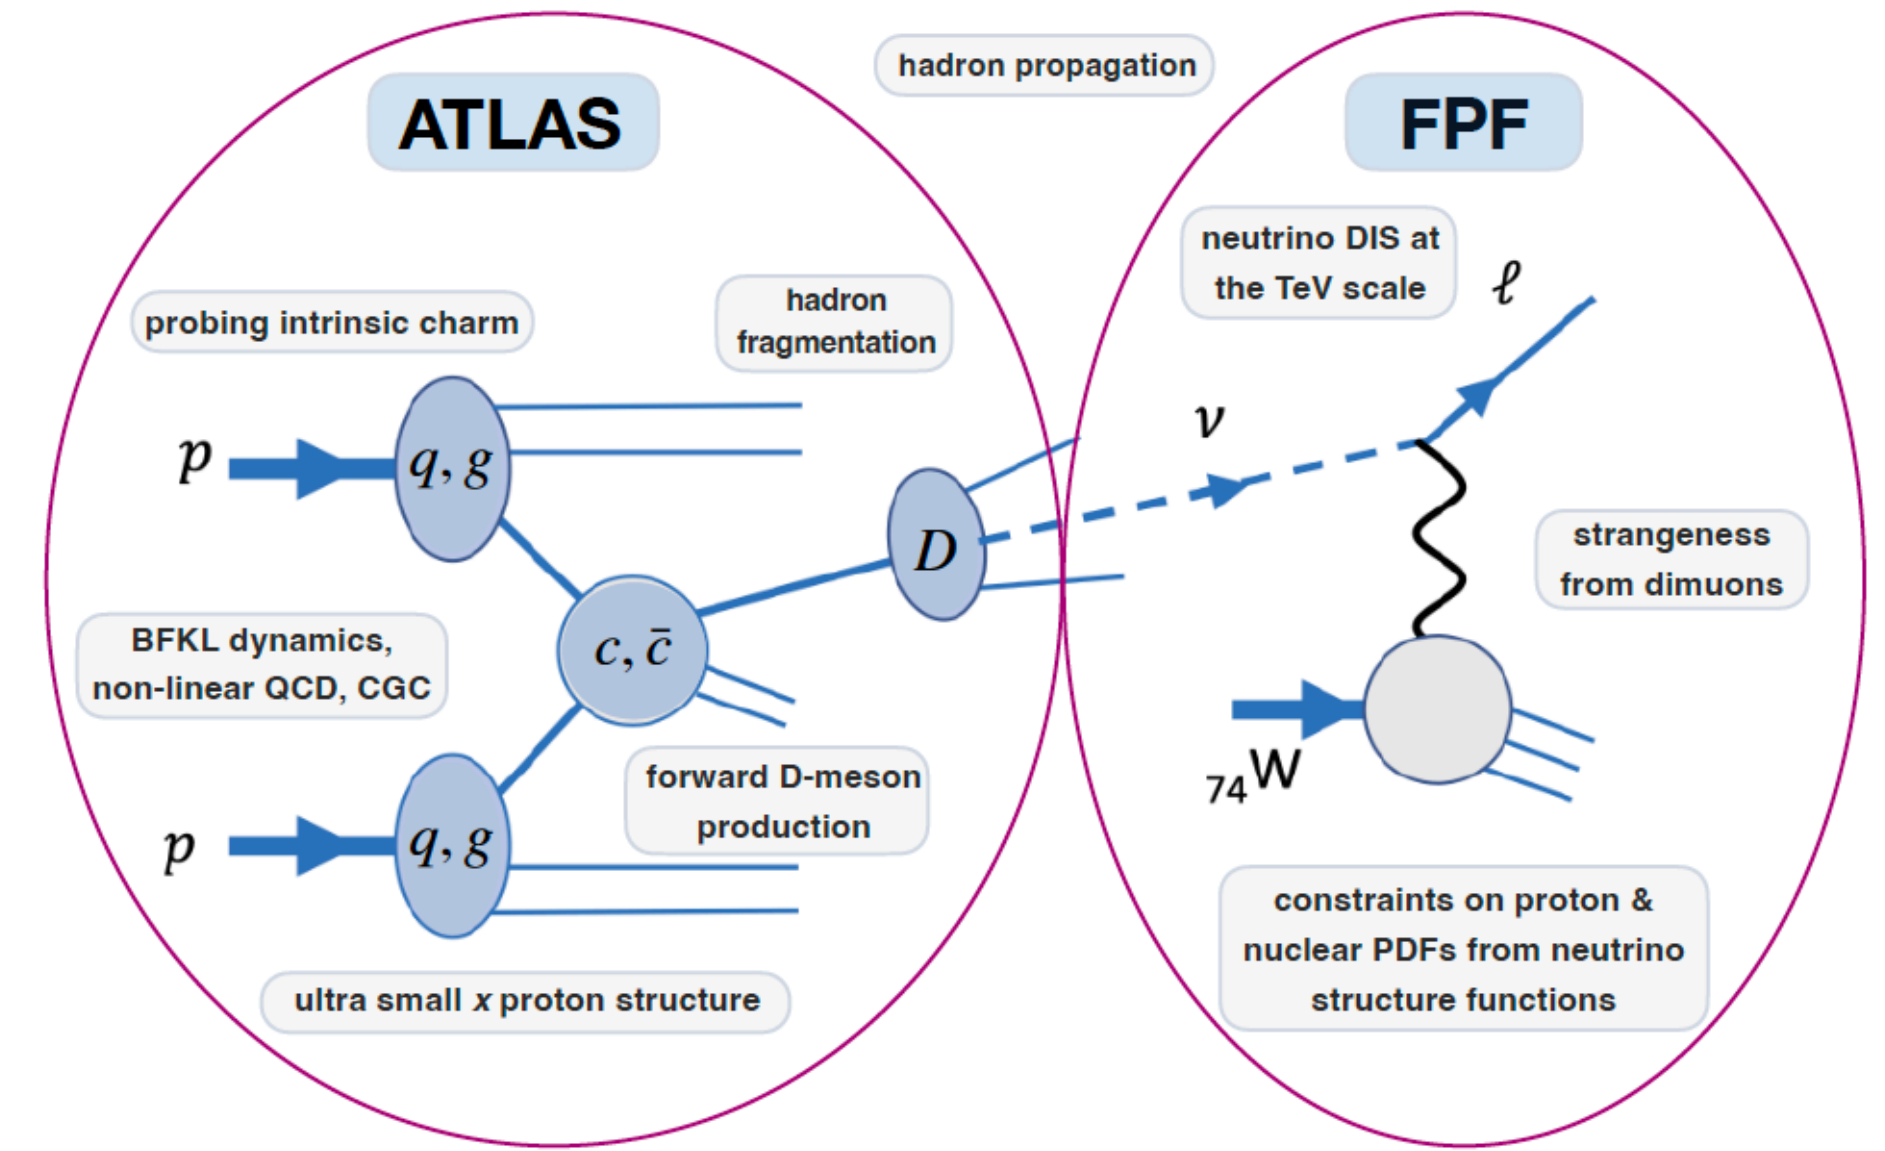 hadron propagation
ATLAS
FPF
neutrino DIS at
the TeV scale
ℓ
probing intrinsic charm
hadron
fragmentation
p
q, g
ν
D
strangeness
from dimuons
c, c̄
BFKL dynamics,
non-linear QCD, CGC
₇₄W
forward D-meson
production
p
q, g
constraints on proton &
nuclear PDFs from neutrino
structure functions
ultra small x proton structure